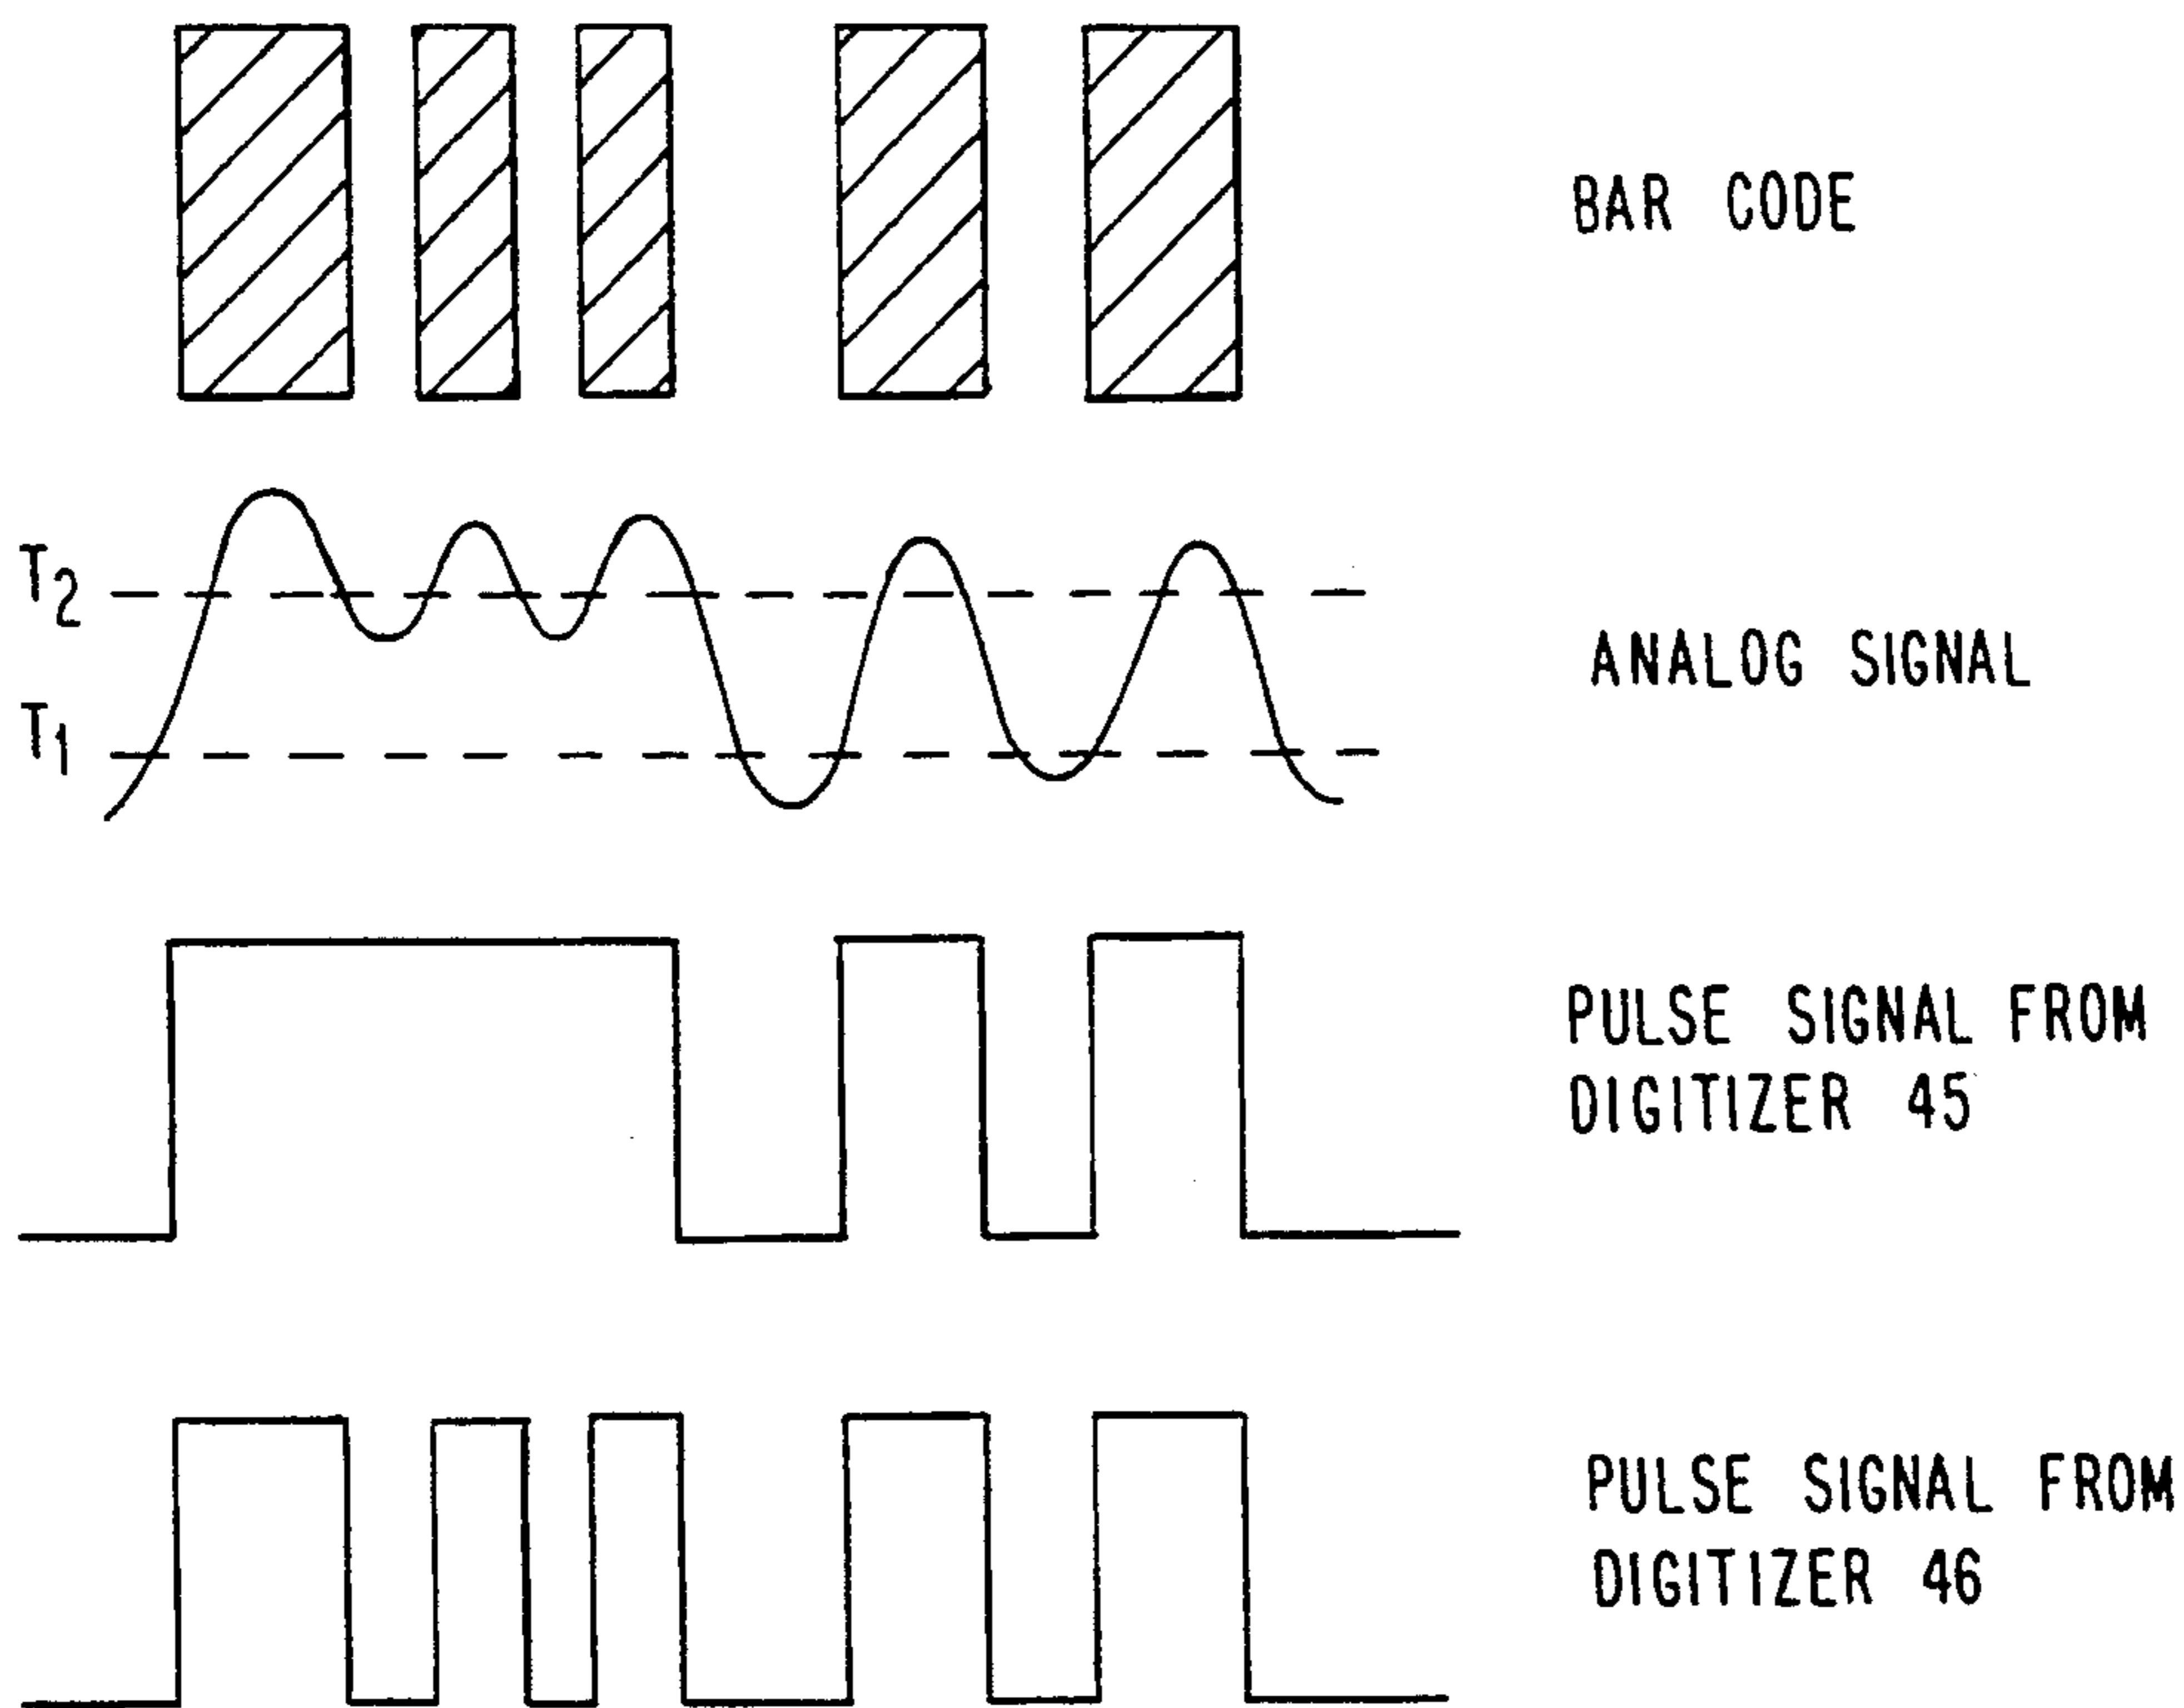 BAR CODE
T2
ANALOG SIGNAL
T1
PULSE SIGNAL FROM
DIGITIZER 45
PULSE SIGNAL FROM
DIGITIZER 46